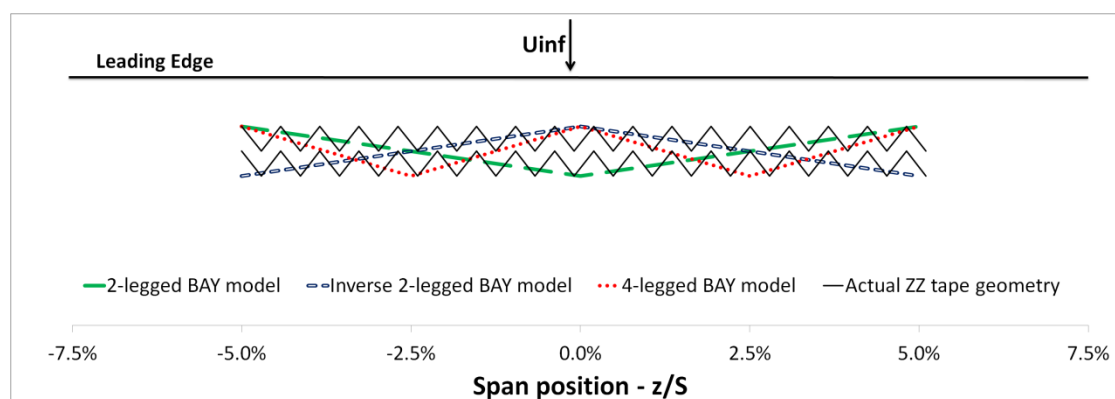 Uinf
Leading Edge
2-legged BAY model Inverse 2-legged BAY model 4-legged BAY model Actual ZZ tape geometry
-7.5% -5.0% -2.5% 0.0% 2.5% 5.0% 7.5%
Span position - z/S